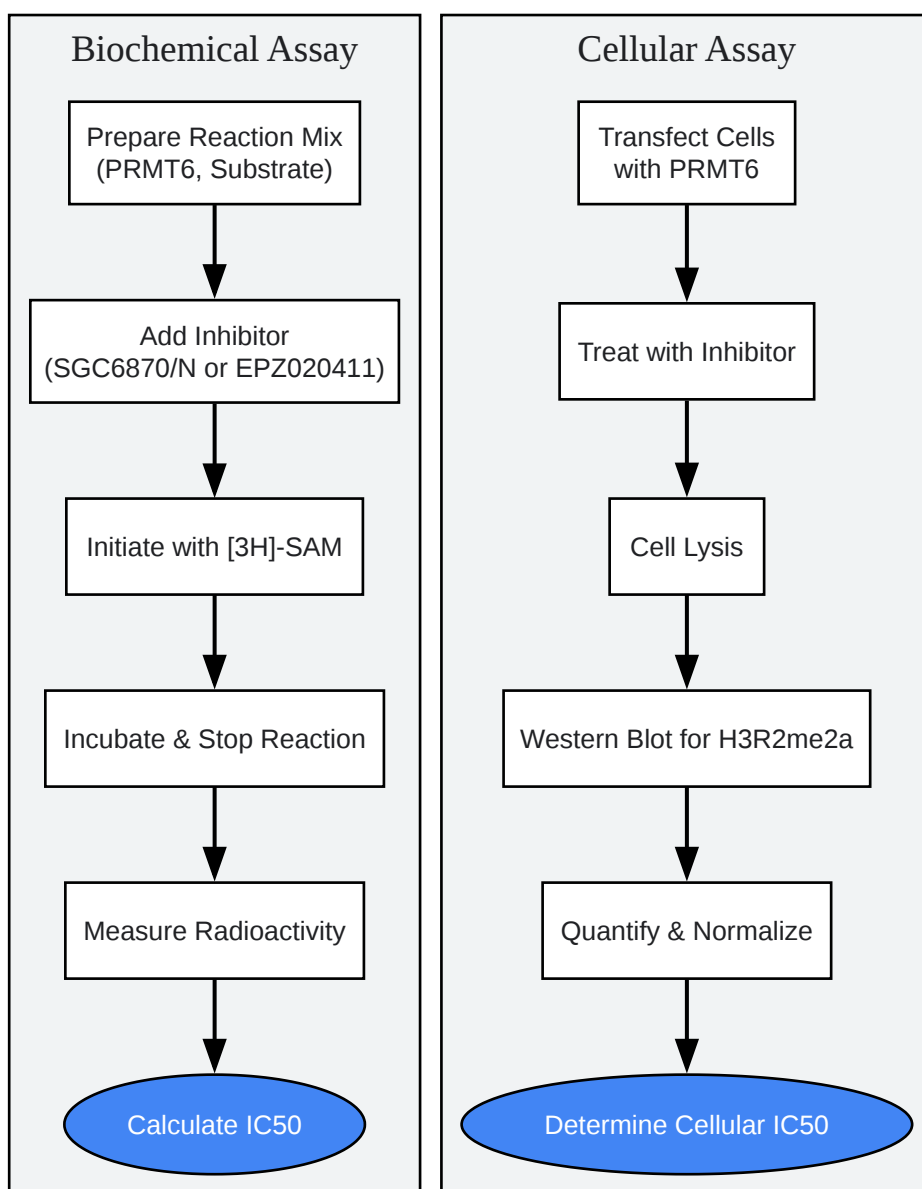 Biochemical Assay
Prepare Reaction Mix
(PRMT6, Substrate)
Add Inhibitor
(SGC6870/N or EPZ020411)
Initiate with [3H]-SAM
Incubate & Stop Reaction
Measure Radioactivity
Calculate IC50
Cellular Assay
Transfect Cells
with PRMT6
Treat with Inhibitor
Cell Lysis
Western Blot for H3R2me2a
Quantify & Normalize
Determine Cellular IC50